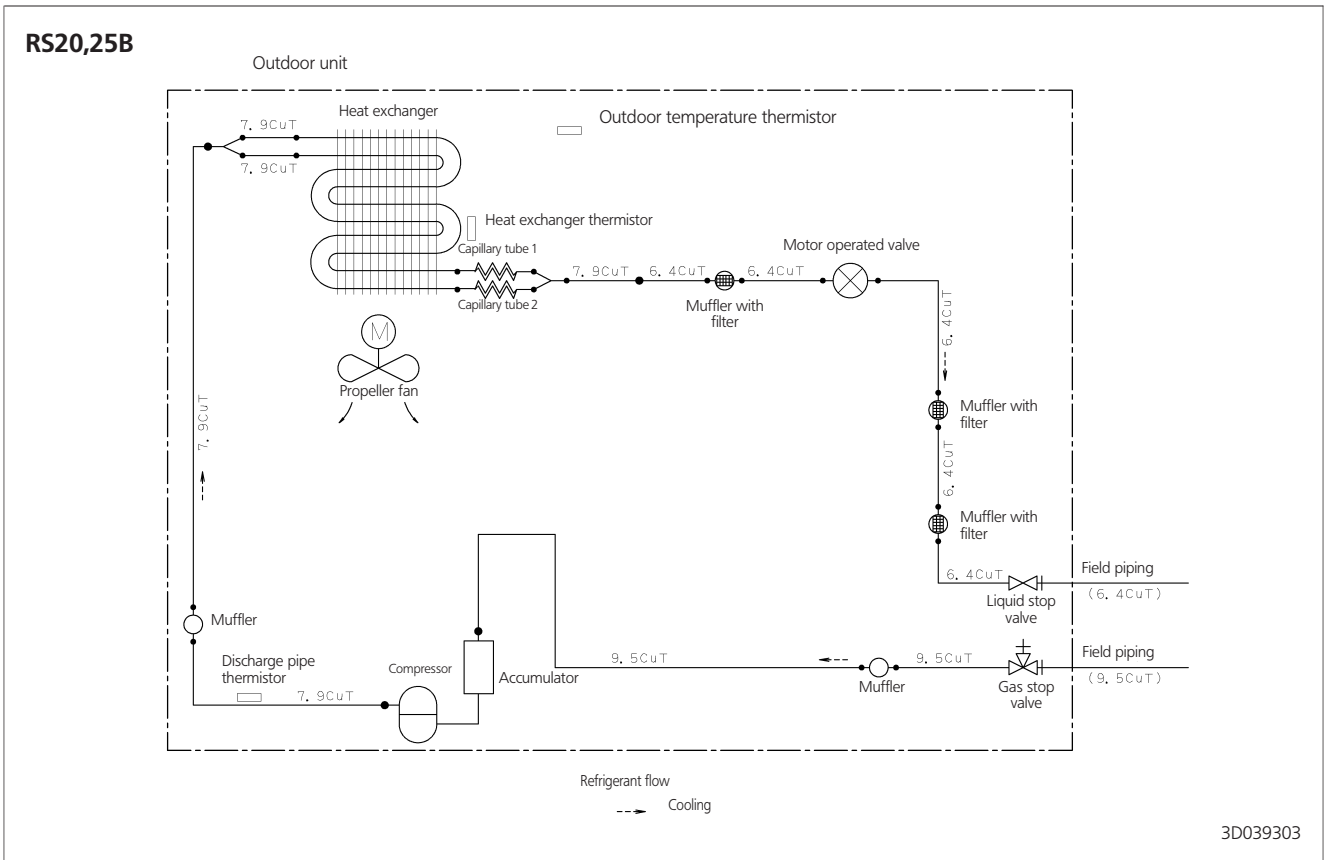 RS20,25B
Outdoor unit
Heat exchanger
Outdoor temperature thermistor
7. 9CuT
7. 9CuT
Heat exchanger thermistor
Capillary tube 1
Capillary tube 2
7. 9CuT
6. 4CuT
6. 4CuT
Muffler with
filter
Motor operated valve
M
Propeller fan
6. 4CuT
Muffler with
filter
6. 4CuT
Muffler with
filter
6. 4CuT
Liquid stop
valve
Field piping
(6. 4CuT)
7. 9CuT
Muffler
Discharge pipe
thermistor
7. 9CuT
Compressor
Accumulator
9. 5CuT
Muffler
9. 5CuT
Gas stop
valve
Field piping
(9. 5CuT)
Refrigerant flow
Cooling
3D039303